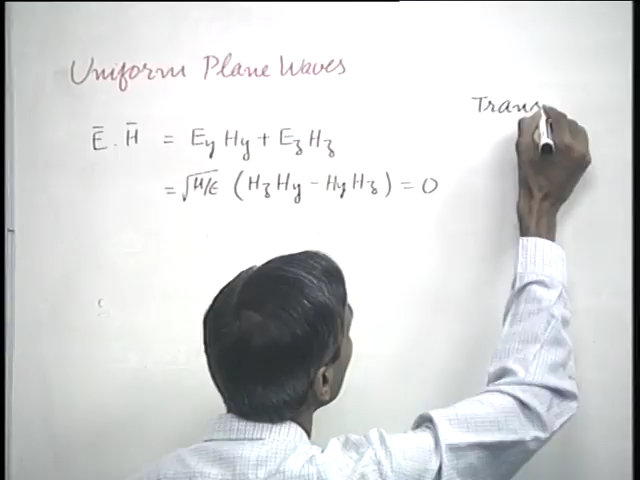 Uniform Plane Waves
Trans
Ē . H̄ = Ey Hy + Ez Hz
= √μ/ε (Hz Hy − Hy Hz) = 0